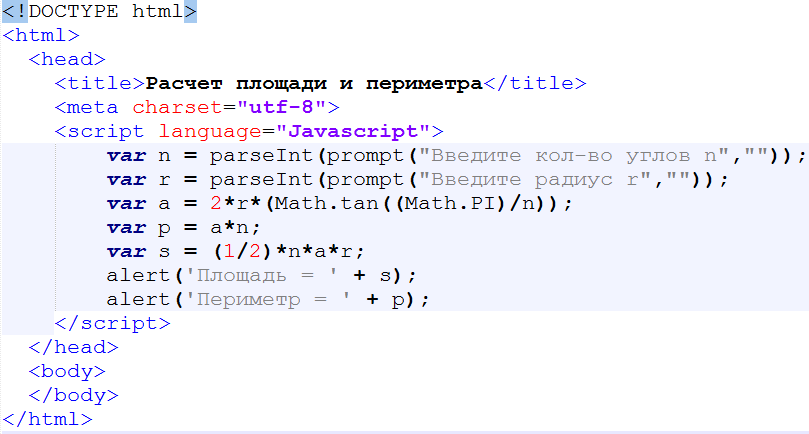 <!DOCTYPE html>
<html>
<head>
<title>Расчет площади и периметра</title>
<meta charset="utf-8">
<script language="Javascript">
var n = parseInt(prompt("Введите кол-во углов n",""));
var r = parseInt(prompt("Введите радиус r",""));
var a = 2*r*(Math.tan((Math.PI)/n));
var p = a*n;
var s = (1/2)*n*a*r;
alert('Площадь = ' + s);
alert('Периметр = ' + p);
</script>
</head>
<body>
</body>
</html>